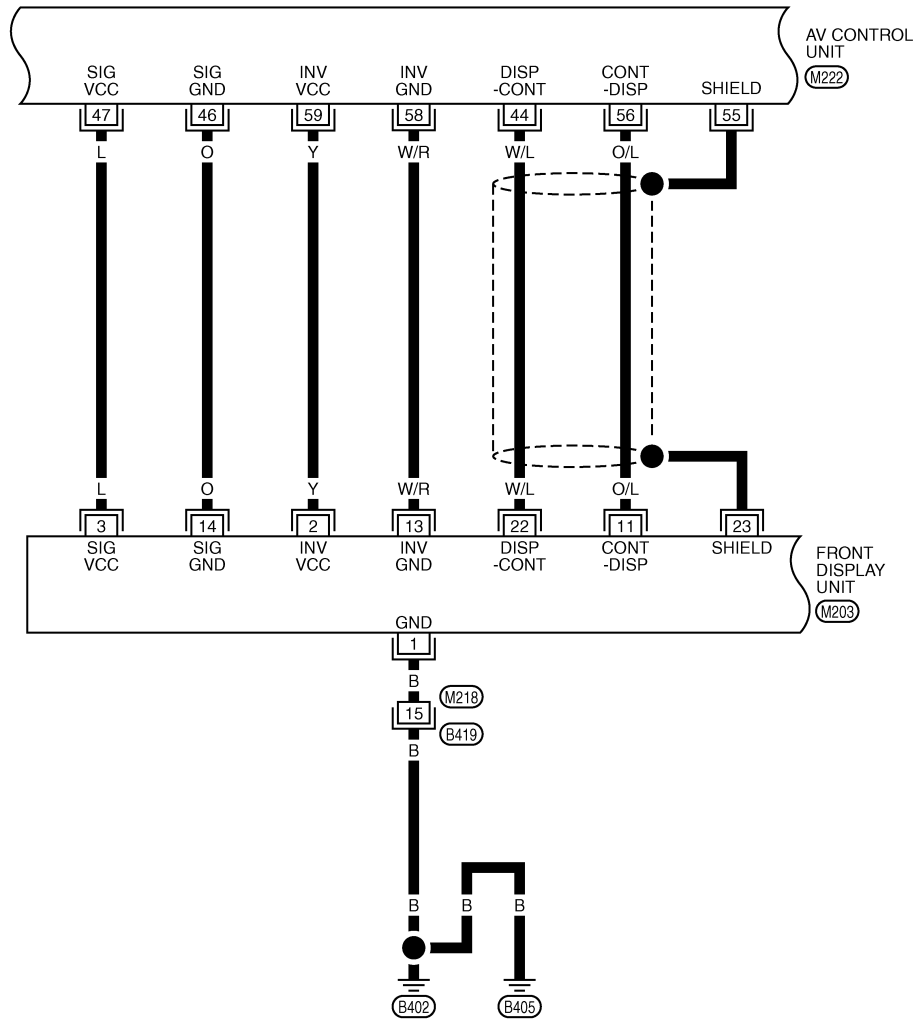 AV CONTROL
UNIT
M222
SIG
VCC
SIG
GND
INV
VCC
INV
GND
DISP
-CONT
CONT
-DISP
SHIELD
47 46 59 58 44 56 55
L O Y W/R W/L O/L
L O Y W/R W/L O/L
3 14 2 13 22 11 23
SIG
VCC
SIG
GND
INV
VCC
INV
GND
DISP
-CONT
CONT
-DISP
SHIELD
FRONT
DISPLAY
UNIT
M203
GND
1
B
M218
15
B419
B
B B B
B402 B405